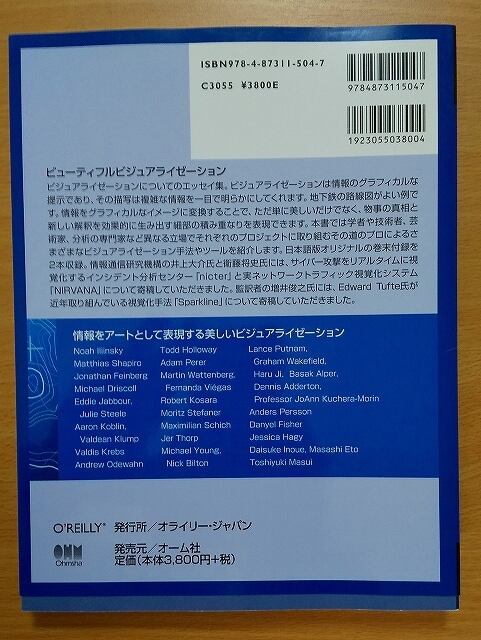 ISBN978-4-87311-504-7
C3055 ¥3800E
9784873115047
1923055038004
ビューティフルビジュアライゼーション
ビジュアライゼーションについてのエッセイ集。ビジュアライゼーションは情報のグラフィカルな
提示であり、その描写は複雑な情報を一目で明らかにしてくれます。地下鉄の路線図がよい例で
す。情報をグラフィカルなイメージに変換することで、ただ単に美しいだけでなく、物事の真相と
新しい解釈を効果的に生み出す細部の積み重なりを表現できます。本書では学者や技術者、芸
術家、分析の専門家など異なる立場でそれぞれのプロジェクトに取り組むその道のプロによるさ
まざまなビジュアライゼーション手法やツールを紹介します。日本語版オリジナルの巻末付録を
2本収録。情報通信研究機構の井上大介氏と衛藤将史氏には、サイバー攻撃をリアルタイムに視
覚化するインシデント分析センター「nicter」と実ネットワークトラフィック視覚化システム
「NIRVANA」について寄稿していただきました。監訳者の増井俊之氏には、Edward Tufte氏が
近年取り組んでいる視覚化手法「Sparkline」について寄稿していただきました。
情報をアートとして表現する美しいビジュアライゼーション
Noah Iliinsky
Matthias Shapiro
Jonathan Feinberg
Michael Driscoll
Eddie Jabbour,
Julie Steele
Aaron Koblin,
Valdean Klump
Valdis Krebs
Andrew Odewahn
Todd Holloway
Adam Perer
Martin Wattenberg,
Fernanda Viégas
Robert Kosara
Moritz Stefaner
Maximilian Schich
Jer Thorp
Michael Young,
Nick Bilton
Lance Putnam,
Graham Wakefield,
Haru Ji, Basak Alper,
Dennis Adderton,
Professor JoAnn Kuchera-Morin
Anders Persson
Danyel Fisher
Jessica Hagy
Daisuke Inoue, Masashi Eto
Toshiyuki Masui
O'REILLY® 発行所／オライリー・ジャパン
OHM
Ohmsha
発売元／オーム社
定価（本体3,800円+税）